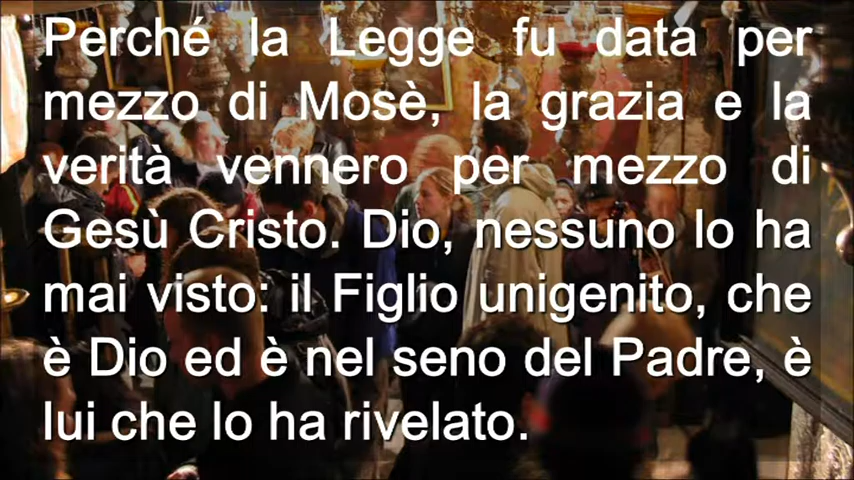 Perché la Legge fu data per
mezzo di Mosè, la grazia e la
verità vennero per mezzo di
Gesù Cristo. Dio, nessuno lo ha
mai visto: il Figlio unigenito, che
è Dio ed è nel seno del Padre, è
lui che lo ha rivelato.